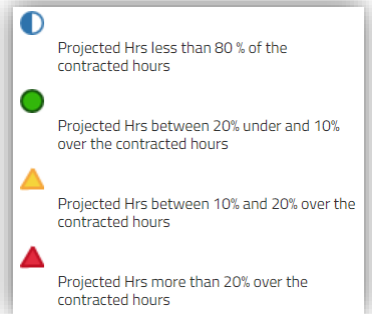 Projected Hrs less than 80 % of the
contracted hours
Projected Hrs between 20% under and 10%
over the contracted hours
Projected Hrs between 10% and 20% over the
contracted hours
Projected Hrs more than 20% over the
contracted hours